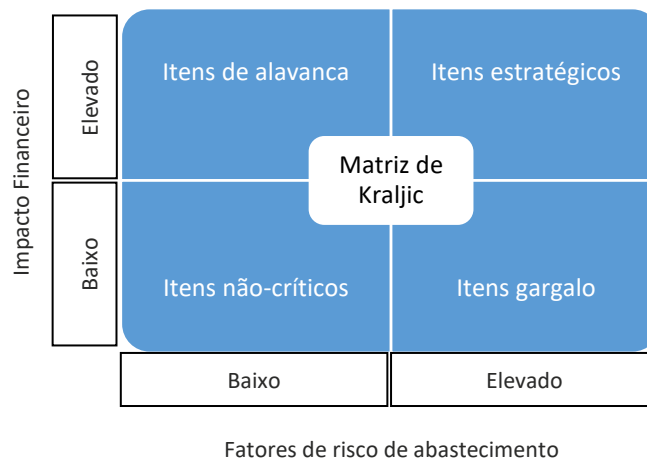 Impacto Financeiro
Elevado
Baixo
Itens de alavanca
Itens estratégicos
Matriz de
Kraljic
Itens não-críticos
Itens gargalo
Baixo
Elevado
Fatores de risco de abastecimento